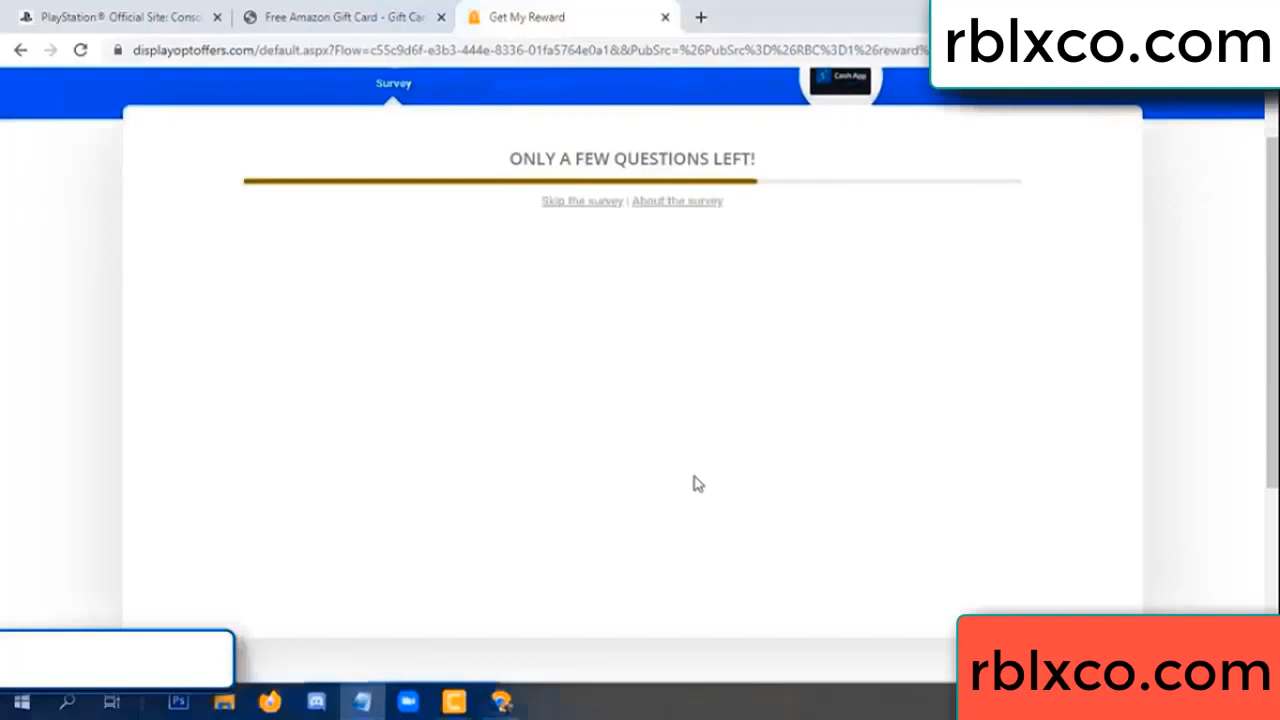 PlayStation® Official Site: Conso
Free Amazon Gift Card - Gift Car
Get My Reward
rblxco.com
displayoptoffers.com/default.aspx?Flow=c55c9d6f-e3b3-444e-8336-01fa5764e0a1&&PubSrc=%26PubSrc%3D%26RBC%3D1%26reward%
Survey
Cash App
ONLY A FEW QUESTIONS LEFT!
Skip the survey | About the survey
rblxco.com
Ps